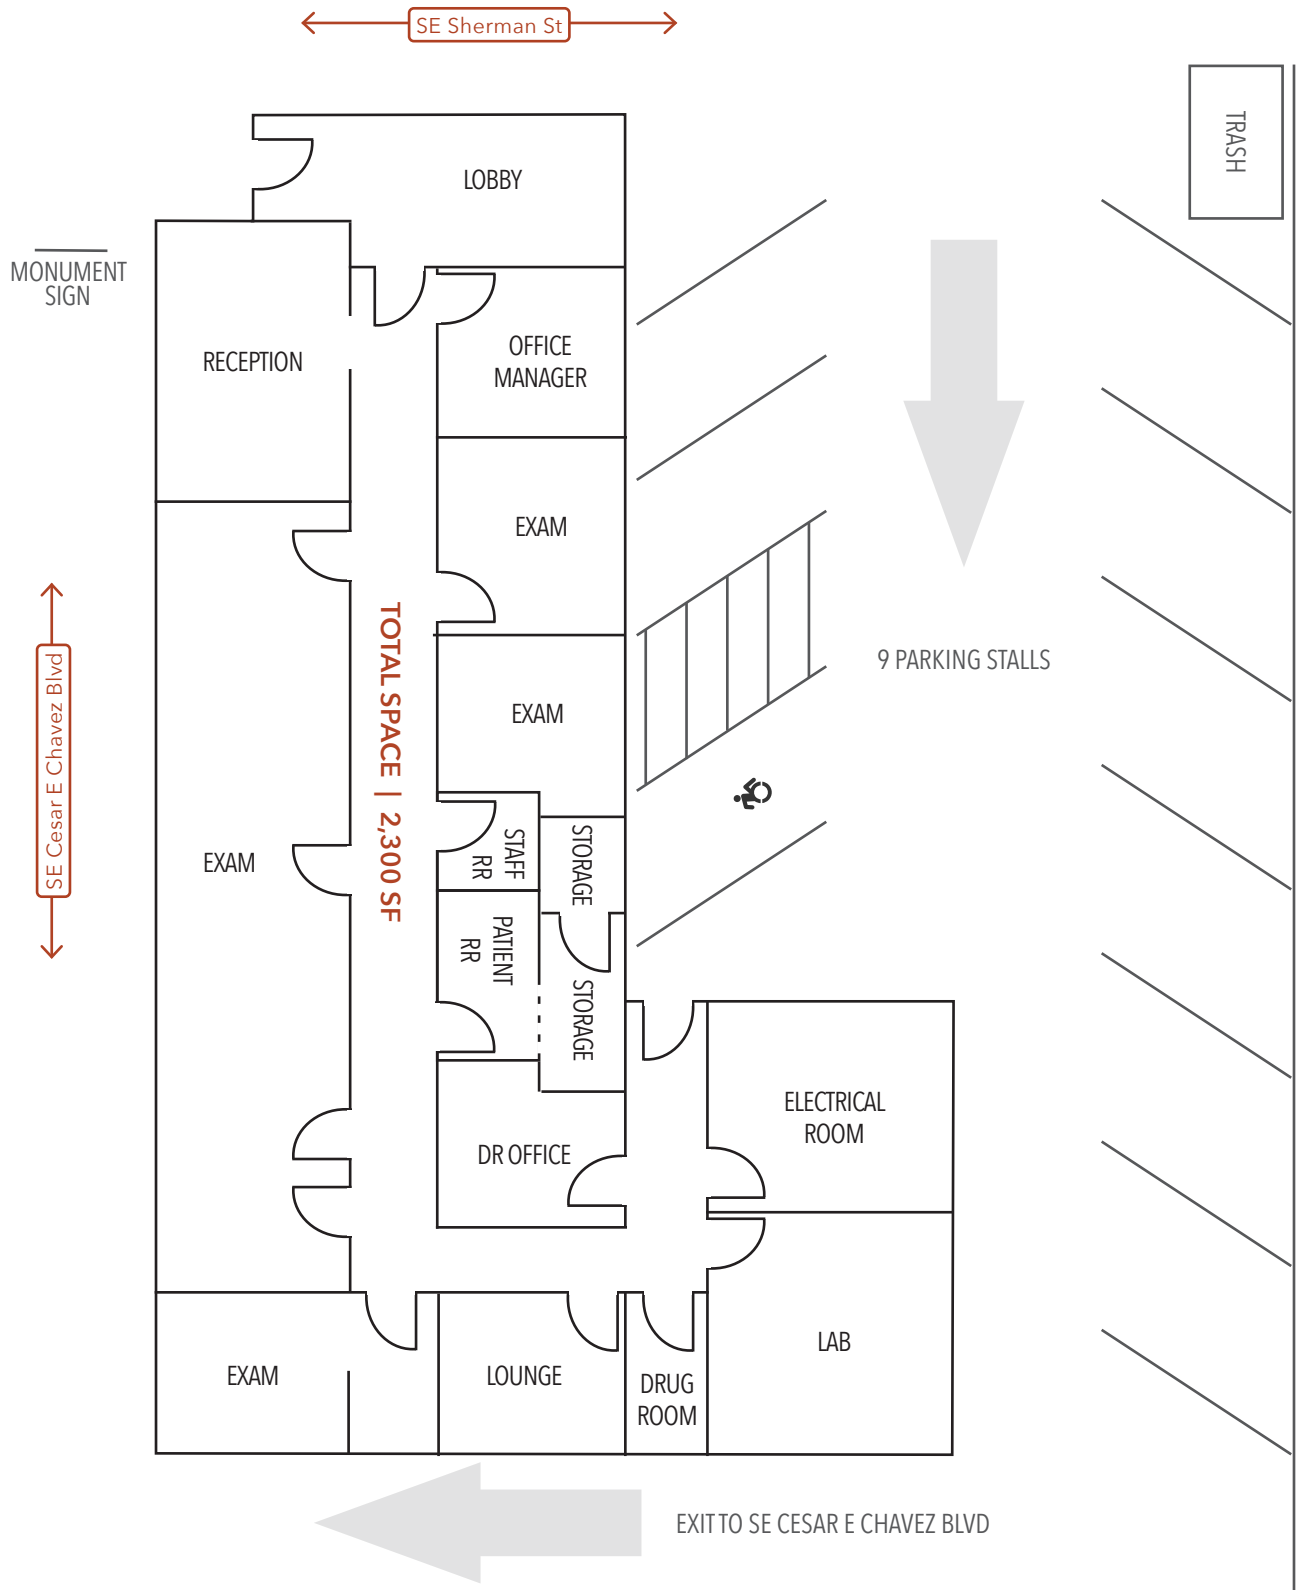 SE Sherman St
TRASH
LOBBY
MONUMENT
SIGN
RECEPTION
OFFICE
MANAGER
EXAM
SE Cesar E Chavez Blvd
TOTAL SPACE | 2,300 SF
9 PARKING STALLS
EXAM
EXAM
STAFF
RR
STORAGE
PATIENT
RR
STORAGE
ELECTRICAL
ROOM
DR OFFICE
LAB
EXAM
LOUNGE
DRUG
ROOM
EXIT TO SE CESAR E CHAVEZ BLVD